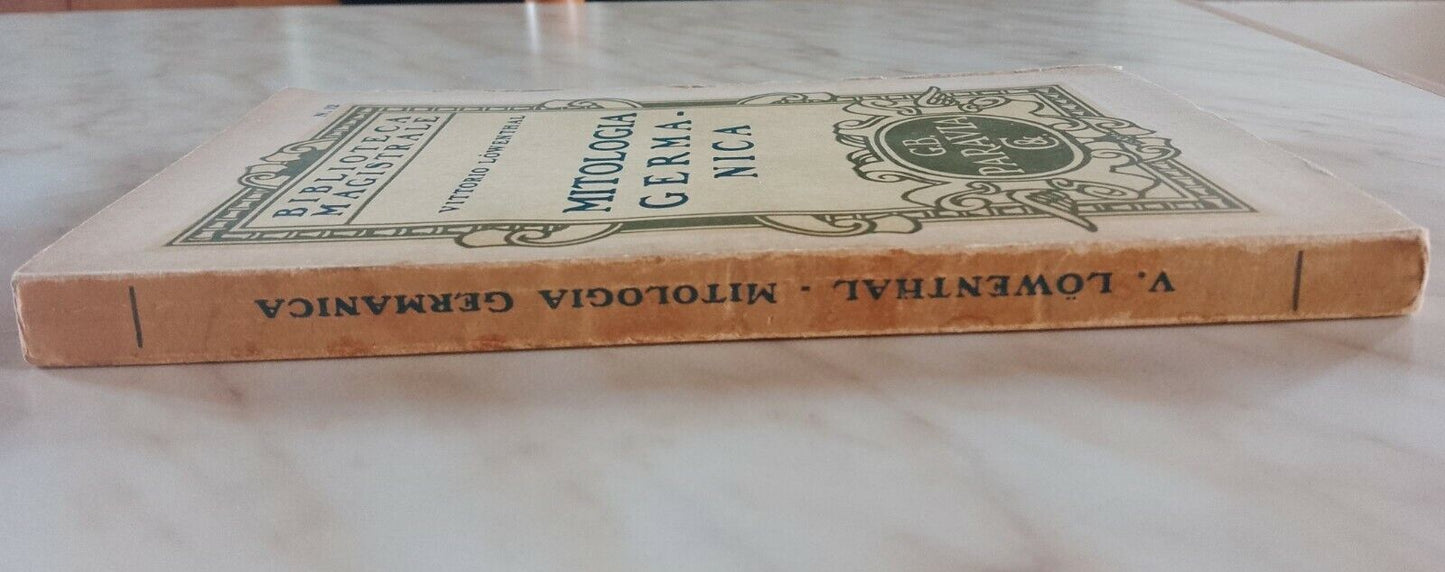 BIBLIOTECA
MAGISTRALE
VITTORIO LÖWENTHAL
MITOLOGIA
GERMA-
NICA
G.B.
PARAVIA
& C.
V. LÖWENTHAL - MITOLOGIA GERMANICA